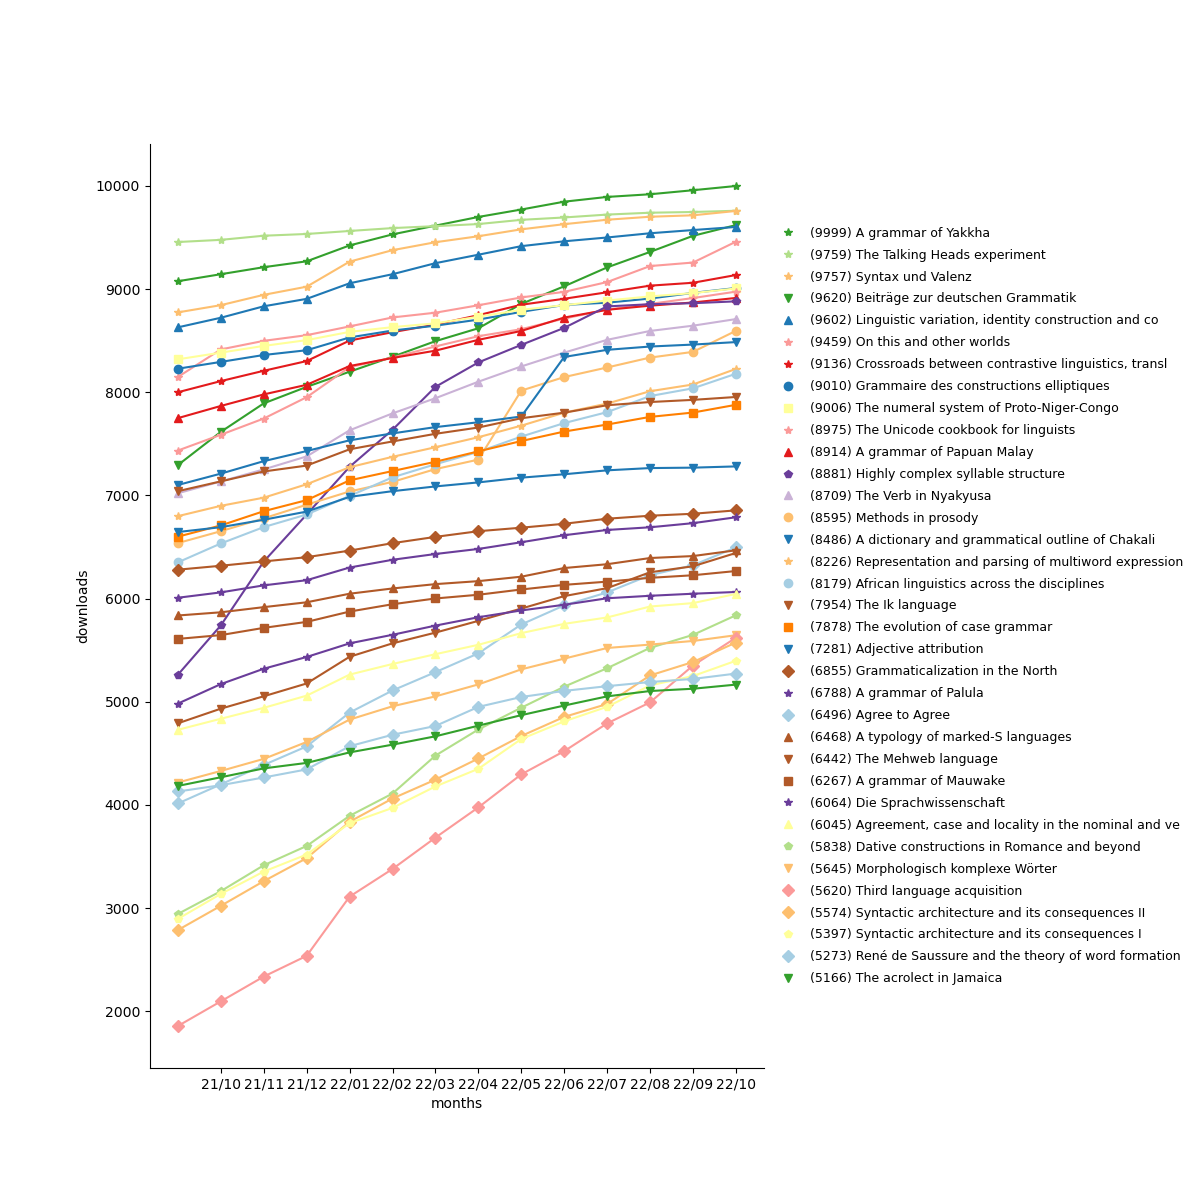 10000
9000
8000
7000
6000
5000
4000
3000
2000
downloads
21/10 21/11 21/12 22/01 22/02 22/03 22/04 22/05 22/06 22/07 22/08 22/09 22/10
months
(9999) A grammar of Yakkha
(9759) The Talking Heads experiment
(9757) Syntax und Valenz
(9620) Beiträge zur deutschen Grammatik
(9602) Linguistic variation, identity construction and co
(9459) On this and other worlds
(9136) Crossroads between contrastive linguistics, transl
(9010) Grammaire des constructions elliptiques
(9006) The numeral system of Proto-Niger-Congo
(8975) The Unicode cookbook for linguists
(8914) A grammar of Papuan Malay
(8881) Highly complex syllable structure
(8709) The Verb in Nyakyusa
(8595) Methods in prosody
(8486) A dictionary and grammatical outline of Chakali
(8226) Representation and parsing of multiword expression
(8179) African linguistics across the disciplines
(7954) The Ik language
(7878) The evolution of case grammar
(7281) Adjective attribution
(6855) Grammaticalization in the North
(6788) A grammar of Palula
(6496) Agree to Agree
(6468) A typology of marked-S languages
(6442) The Mehweb language
(6267) A grammar of Mauwake
(6064) Die Sprachwissenschaft
(6045) Agreement, case and locality in the nominal and ve
(5838) Dative constructions in Romance and beyond
(5645) Morphologisch komplexe Wörter
(5620) Third language acquisition
(5574) Syntactic architecture and its consequences II
(5397) Syntactic architecture and its consequences I
(5273) René de Saussure and the theory of word formation
(5166) The acrolect in Jamaica